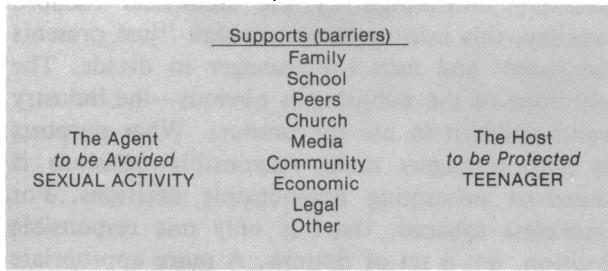 Supports (barriers)
Family
School
Peers
Church
Media
Community
Economic
Legal
Other
The Agent
to be Avoided
SEXUAL ACTIVITY
The Host
to be Protected
TEENAGER